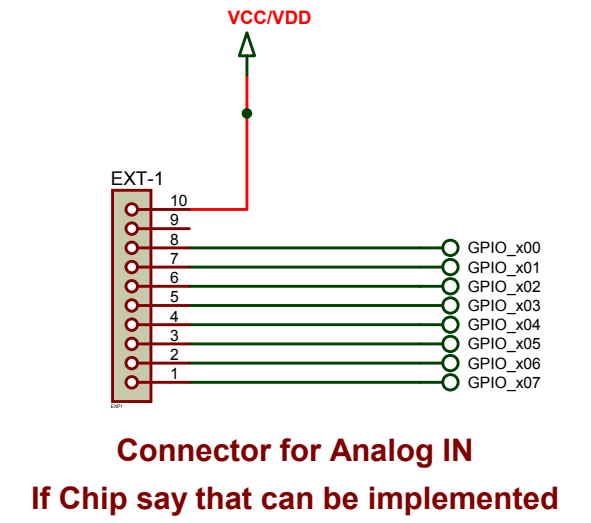 VCC/VDD
EXT-1
10
9
8 GPIO_x00
7 GPIO_x01
6 GPIO_x02
5 GPIO_x03
4 GPIO_x04
3 GPIO_x05
2 GPIO_x06
1 GPIO_x07
EXP1
Connector for Analog IN
If Chip say that can be implemented